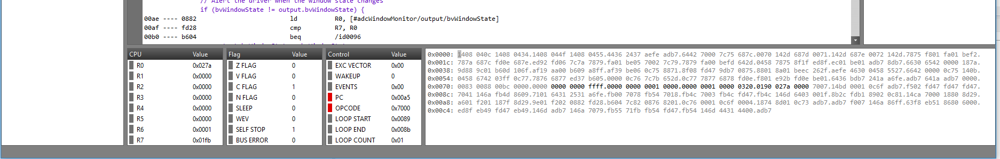 // Alert the driver when the window state changes
if (bvWindowState != output.bvWindowState) {
00ae ---- 0882 ld R0, [#adcWindowMonitor/output/bvWindowState]
00af ---- fd28 cmp R7, R0
00b0 ---- b604 beq /id0096
CPU Value
R0 0x027a
R1 0x0000
R2 0x0000
R3 0x0000
R4 0x0000
R5 0x0000
R6 0x0001
R7 0x01fb
Flag Value
Z FLAG 0
V FLAG 0
C FLAG 1
N FLAG 0
SLEEP 0
WEV 0
SELF STOP 1
BUS ERROR 0
Control Value
EXC VECTOR 0x00
WAKEUP 0
EVENTS 0x00
PC 0x00a5
OPCODE 0x7000
LOOP START 0x0089
LOOP END 0x008b
LOOP COUNT 0x01
0x0000: 1408 040c 1408 0434.1408 044f 1408 0455.4436 2437 aefe adb7.6442 7000 7c75 687c.0070 142d 687d 0071.142d 687e 0072 142d.7875 f801 fa01 bef2.
0x001c: 787a 687c fd0e 687e.ed92 fd06 7c7a 7879.fa01 be05 7002 7c79.7879 fa00 befd 642d.0458 7875 8f1f ed8f.ec01 be01 adb7 8db7.6630 6542 0000 187a.
0x0038: 9d88 9c01 b60d 106f.af19 aa00 b609 a8ff.af39 be06 0c75 8871.8f08 fd47 9db7 0875.8801 8a01 beec 262f.aefe 4630 0458 5527.6642 0000 0c75 140b.
0x0054: 0458 6742 03ff 0c77.7876 6877 ed37 b605.0000 0c76 7c7b 652d.0c77 7877 6878 fd0e.f801 e92b fd0e be01.6436 bdb7 241a a6fe.adb7 641a adb7 0000.
0x0070: 0083 0088 00bc 0000.0000 0000 0000 ffff.0000 0000 0001 0000.0000 0001 0000 0320.0190 027a 0000 7007.14bd 0001 0c6f adb7.f502 fd47 fd47 fd47.
0x008c: 7041 146a fb4d 8609.7101 6431 2531 a6fe.fb00 7078 fb54 7018.fb4c 7003 fb4c fd47.fb4c 146d 6403 001f.8b2c fdb1 8902 0c81.14ca 7000 1880 8d29.
0x00a8: a601 f201 187f 8d29.9e01 f202 0882 fd28.b604 7c82 0876 8201.0c76 0001 0c6f 0004.1874 8d01 0c73 adb7.adb7 f007 146a 86ff.63f8 eb51 8680 6000.
0x00c4: ed8f eb49 fd47 eb49.146d adb7 146a 7079.fb55 71fb fb54 fd47.fb54 146d 4431 4400.adb7